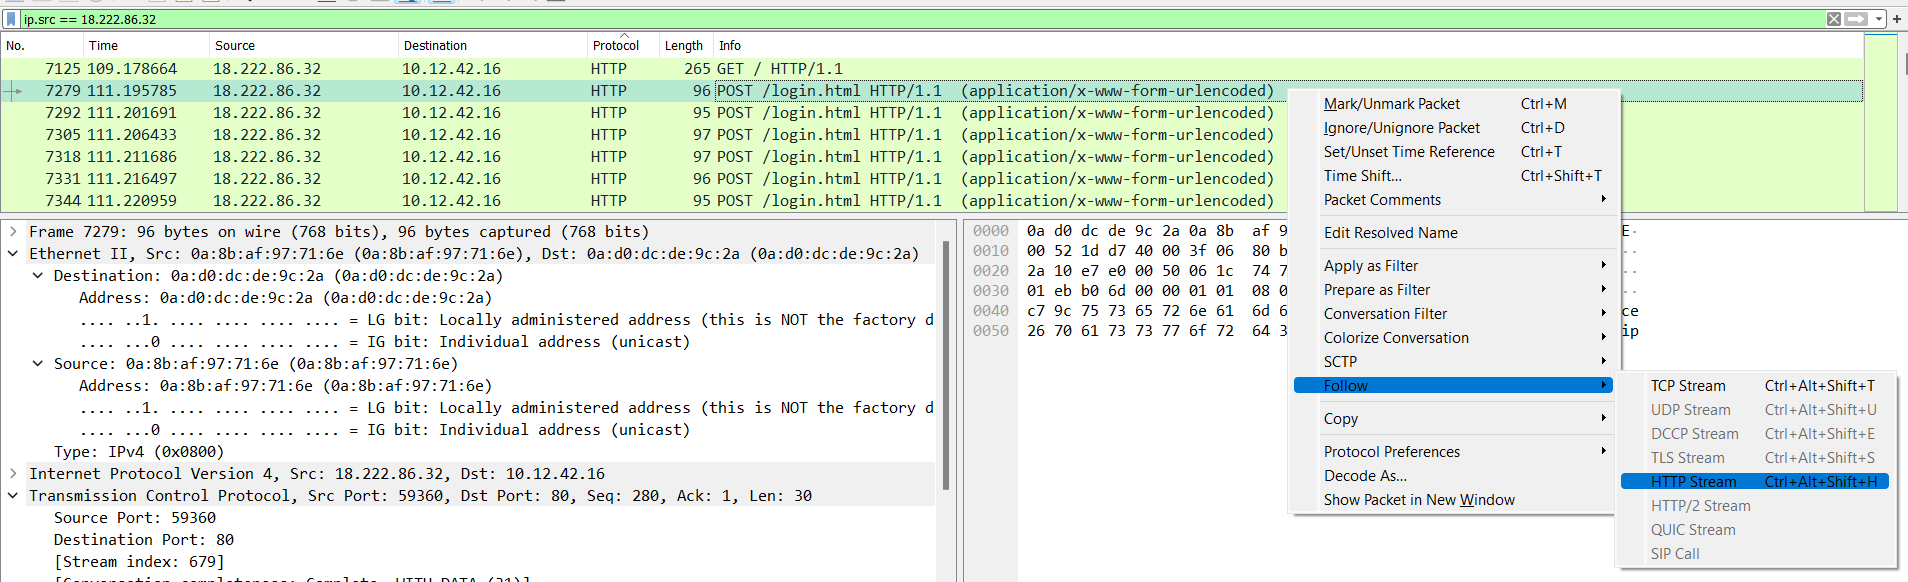 ip.src == 18.222.86.32
No. Time Source Destination Protocol Length Info
7125 109.178664 18.222.86.32 10.12.42.16 HTTP 265 GET / HTTP/1.1
7279 111.195785 18.222.86.32 10.12.42.16 HTTP 96 POST /login.html HTTP/1.1 (application/x-www-form-urlencoded)
7292 111.201691 18.222.86.32 10.12.42.16 HTTP 95 POST /login.html HTTP/1.1 (application/x-www-form-urlencoded)
7305 111.206433 18.222.86.32 10.12.42.16 HTTP 97 POST /login.html HTTP/1.1 (application/x-www-form-urlencoded)
7318 111.211686 18.222.86.32 10.12.42.16 HTTP 97 POST /login.html HTTP/1.1 (application/x-www-form-urlencoded)
7331 111.216497 18.222.86.32 10.12.42.16 HTTP 96 POST /login.html HTTP/1.1 (application/x-www-form-urlencoded)
7344 111.220959 18.222.86.32 10.12.42.16 HTTP 95 POST /login.html HTTP/1.1 (application/x-www-form-urlencoded)
Frame 7279: 96 bytes on wire (768 bits), 96 bytes captured (768 bits)
Ethernet II, Src: 0a:8b:af:97:71:6e (0a:8b:af:97:71:6e), Dst: 0a:d0:dc:de:9c:2a (0a:d0:dc:de:9c:2a)
Destination: 0a:d0:dc:de:9c:2a (0a:d0:dc:de:9c:2a)
Address: 0a:d0:dc:de:9c:2a (0a:d0:dc:de:9c:2a)
.... ..1. .... .... .... .... = LG bit: Locally administered address (this is NOT the factory d
.... ...0 .... .... .... .... = IG bit: Individual address (unicast)
Source: 0a:8b:af:97:71:6e (0a:8b:af:97:71:6e)
Address: 0a:8b:af:97:71:6e (0a:8b:af:97:71:6e)
.... ..1. .... .... .... .... = LG bit: Locally administered address (this is NOT the factory d
.... ...0 .... .... .... .... = IG bit: Individual address (unicast)
Type: IPv4 (0x0800)
Internet Protocol Version 4, Src: 18.222.86.32, Dst: 10.12.42.16
Transmission Control Protocol, Src Port: 59360, Dst Port: 80, Seq: 280, Ack: 1, Len: 30
Source Port: 59360
Destination Port: 80
[Stream index: 679]
0000 0a d0 dc de 9c 2a 0a 8b af 9 E·
0010 00 52 1d d7 40 00 3f 06 80 b ··
0020 2a 10 e7 e0 00 50 06 1c 74 7 ··
0030 01 eb b0 6d 00 00 01 01 08 0 ··
0040 c7 9c 75 73 65 72 6e 61 6d 6 ce
0050 26 70 61 73 73 77 6f 72 64 3 ip
Mark/Unmark Packet Ctrl+M
Ignore/Unignore Packet Ctrl+D
Set/Unset Time Reference Ctrl+T
Time Shift... Ctrl+Shift+T
Packet Comments
Edit Resolved Name
Apply as Filter
Prepare as Filter
Conversation Filter
Colorize Conversation
SCTP
Follow
Copy
Protocol Preferences
Decode As...
Show Packet in New Window
TCP Stream Ctrl+Alt+Shift+T
UDP Stream Ctrl+Alt+Shift+U
DCCP Stream Ctrl+Alt+Shift+E
TLS Stream Ctrl+Alt+Shift+S
HTTP Stream Ctrl+Alt+Shift+H
HTTP/2 Stream
QUIC Stream
SIP Call